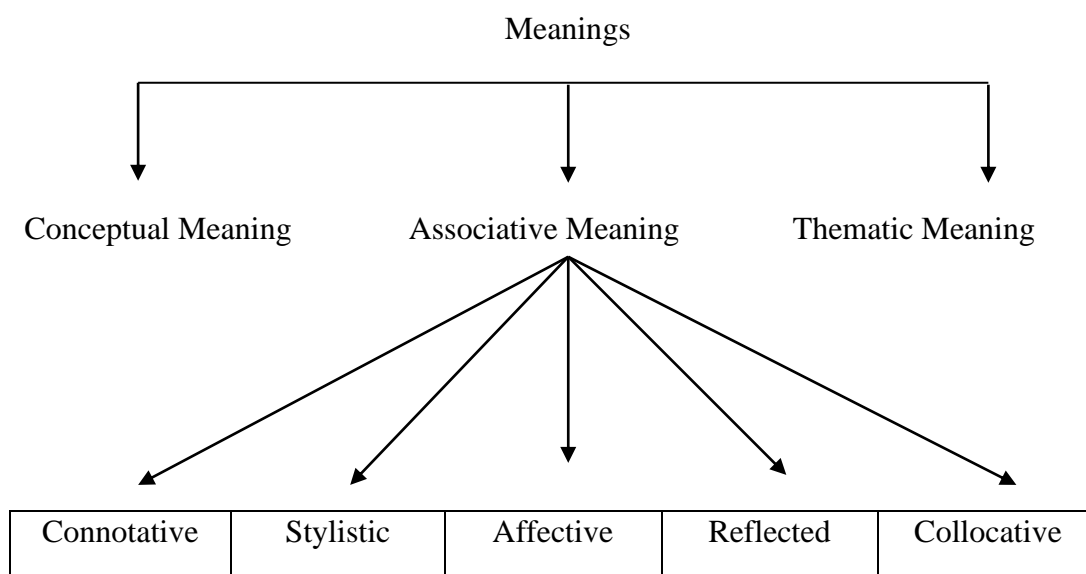 Meanings
Conceptual Meaning Associative Meaning Thematic Meaning
Connotative Stylistic Affective Reflected Collocative